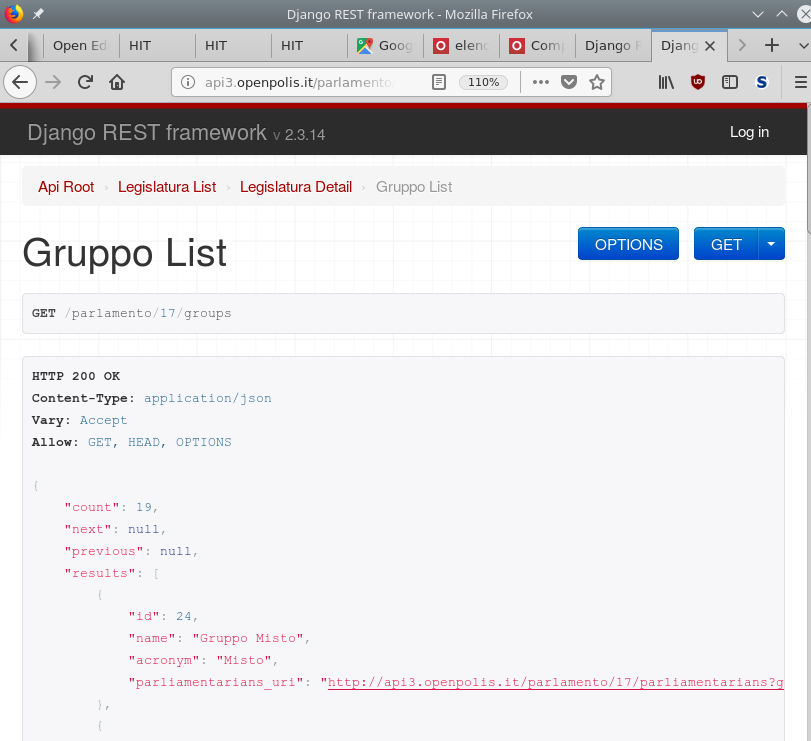 Django REST framework - Mozilla Firefox
Open Ed HIT HIT HIT Goog elenc Comp Django R Djang
api3.openpolis.it/parlamento/ 110%
Django REST framework v 2.3.14 Log in
Api Root › Legislatura List › Legislatura Detail › Gruppo List
Gruppo List OPTIONS GET
GET /parlamento/17/groups
HTTP 200 OK
Content-Type: application/json
Vary: Accept
Allow: GET, HEAD, OPTIONS
{
"count": 19,
"next": null,
"previous": null,
"results": [
{
"id": 24,
"name": "Gruppo Misto",
"acronym": "Misto",
"parliamentarians_uri": "http://api3.openpolis.it/parlamento/17/parliamentarians?g
},
{